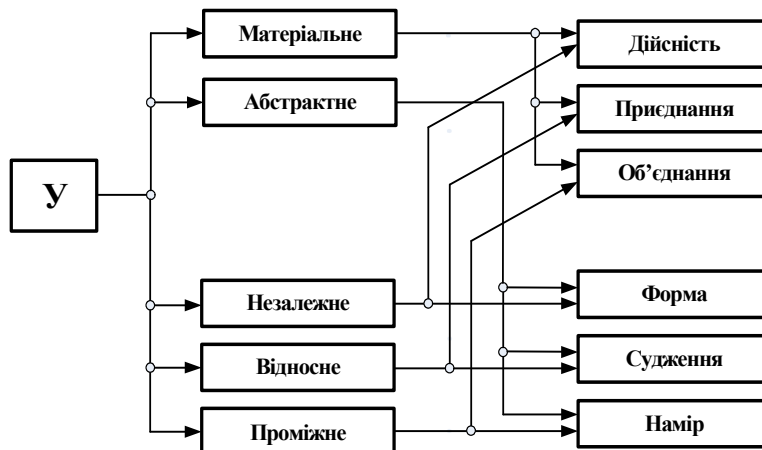 У
Матеріальне
Абстрактне
Незалежне
Відносне
Проміжне
Дійсність
Приєднання
Об’єднання
Форма
Судження
Намір